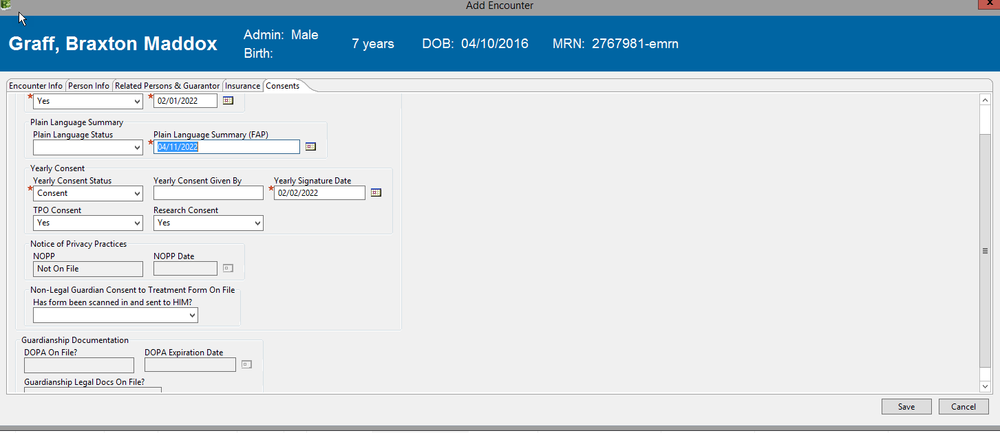 Add Encounter
x
Graff, Braxton Maddox
Admin: Male
Birth:
7 years
DOB: 04/10/2016
MRN: 2767981-emrn
Encounter Info Person Info Related Persons & Guarantor Insurance Consents
* Yes * 02/01/2022
Plain Language Summary
Plain Language Status Plain Language Summary (FAP)
* 04/11/2022
Yearly Consent
Yearly Consent Status Yearly Consent Given By Yearly Signature Date
* Consent * 02/02/2022
TPO Consent Research Consent
Yes Yes
Notice of Privacy Practices
NOPP NOPP Date
Not On File
Non-Legal Guardian Consent to Treatment Form On File
Has form been scanned in and sent to HIM?
Guardianship Documentation
DOPA On File? DOPA Expiration Date
Guardianship Legal Docs On File?
Save Cancel